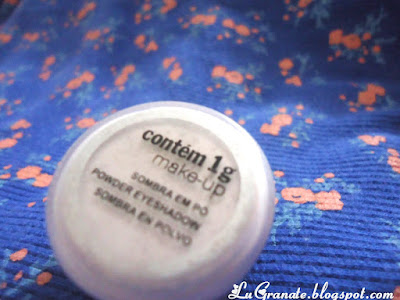 contém 1g
make-up
SOMBRA EM PÓ
POWDER EYESHADOW
SOMBRA EN POLVO
LuGranate.blogspot.com